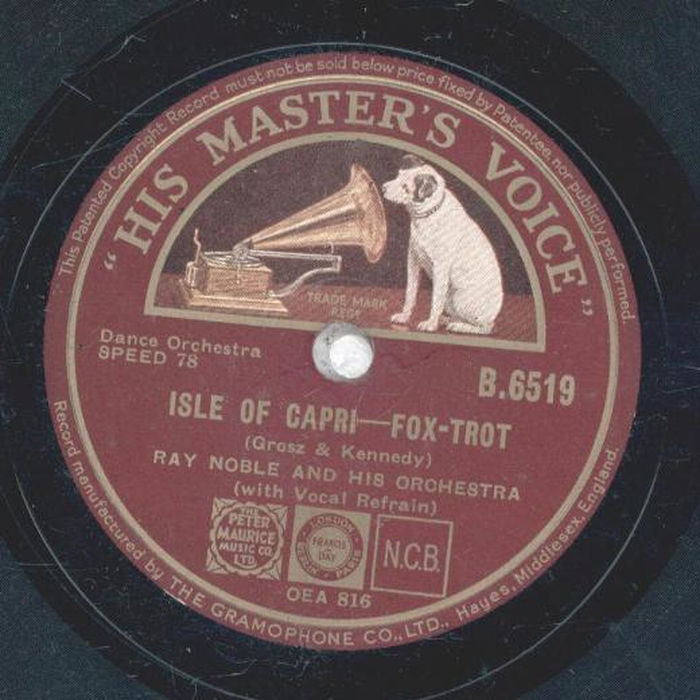 This Patented Copyright Record must not be sold below price fixed by Patentee, nor publicly performed.
"HIS MASTER'S VOICE"
TRADE MARK
REGD
Dance Orchestra
SPEED 78
B.6519
ISLE OF CAPRI—FOX-TROT
(Grosz & Kennedy)
RAY NOBLE AND HIS ORCHESTRA
(with Vocal Refrain)
THE
PETER
MAURICE
MUSIC CO.
LTD
LONDON
FRANCIS
DAY
BERLIN PARIS
N.C.B.
OEA 816
Record manufactured by THE GRAMOPHONE CO., LTD., Hayes, Middlesex, England.